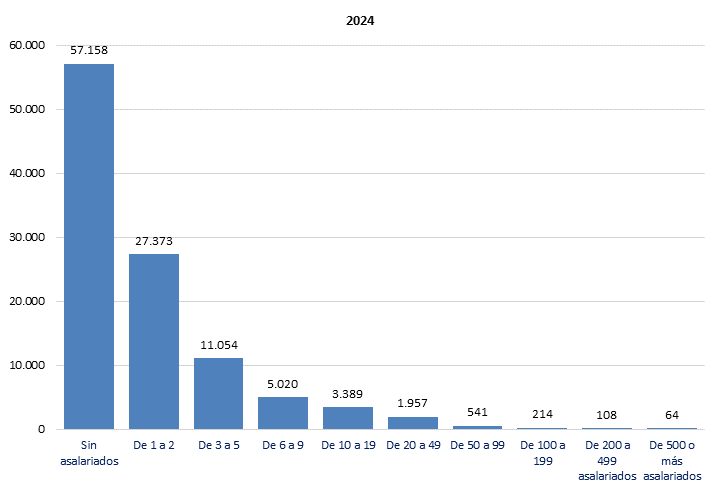 2024
60.000
50.000
40.000
30.000
20.000
10.000
0
57.158
27.373
11.054
5.020
3.389
1.957
541
214
108
64
Sin
asalariados
De 1 a 2
De 3 a 5
De 6 a 9
De 10 a 19
De 20 a 49
De 50 a 99
De 100 a
199
De 200 a
499
asalariados
De 500 o
más
asalariados